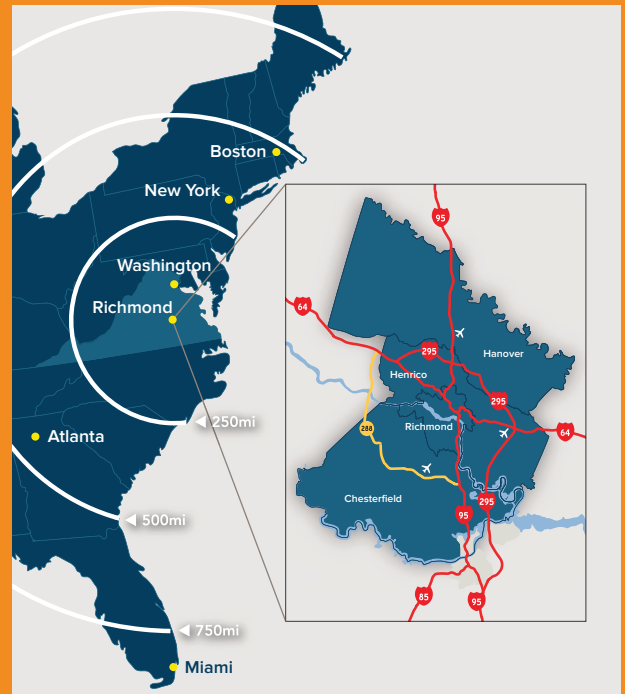 Boston
New York
Washington
Richmond
250mi
Atlanta
500mi
750mi
Miami
95
64
295
Hanover
Henrico
295
Richmond
288
64
Chesterfield
295
95
85
95